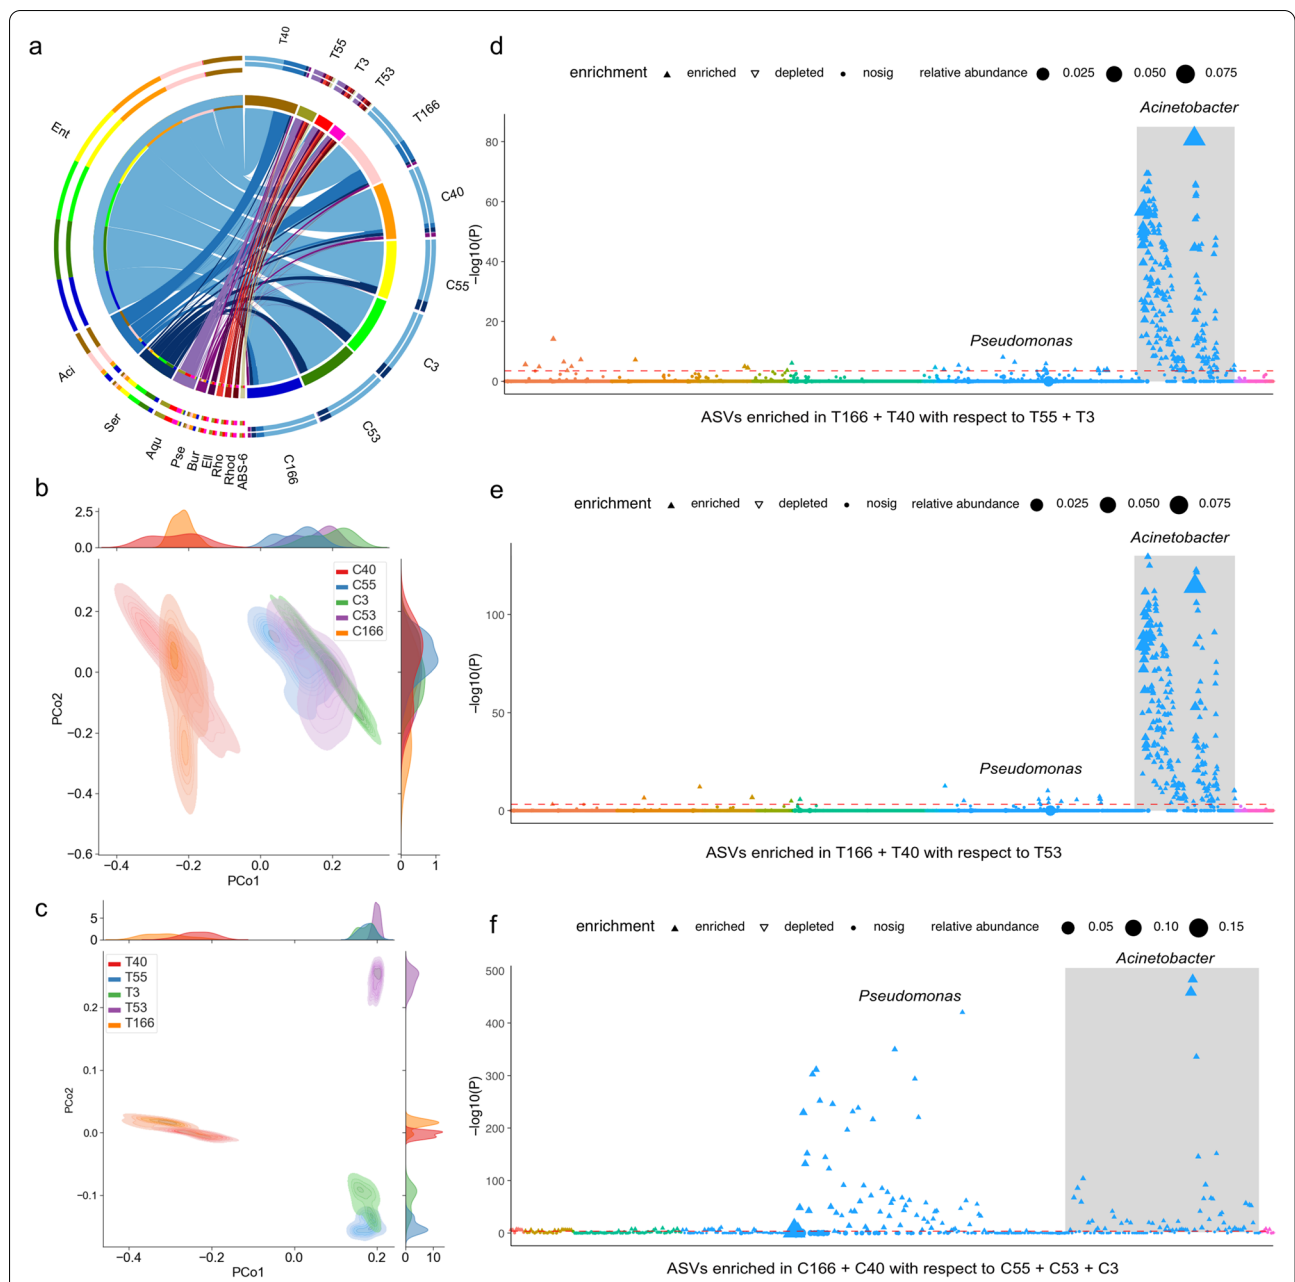 a
T40
T55
T3
T53
T166
C40
C55
C3
C53
C166
ABS-6
Rhod
Rho
Ell
Bur
Pse
Aqu
Ser
Aci
Ent
b
2.5
0.0
C40
C55
C3
C53
C166
0.2
0.0
−0.2
−0.4
−0.6
PCo2
−0.4
−0.2
0.0
0.2
0
1
PCo1
c
5
0
T40
T55
T3
T53
T166
0.2
0.1
0.0
−0.1
PCo2
−0.4
−0.2
0.0
0.2
0
10
PCo1
d
enrichment enriched depleted nosig relative abundance 0.025 0.050 0.075
Acinetobacter
80
60
40
20
0
−log10(P)
Pseudomonas
ASVs enriched in T166 + T40 with respect to T55 + T3
e
enrichment enriched depleted nosig relative abundance 0.025 0.050 0.075
Acinetobacter
100
50
0
−log10(P)
Pseudomonas
ASVs enriched in T166 + T40 with respect to T53
f
enrichment enriched depleted nosig relative abundance 0.05 0.10 0.15
Acinetobacter
500
400
300
200
100
0
−log10(P)
Pseudomonas
ASVs enriched in C166 + C40 with respect to C55 + C53 + C3